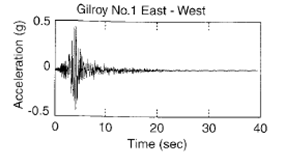 Gilroy No.1 East - West
Acceleration (g)
0.5
0
-0.5
0 10 20 30 40
Time (sec)